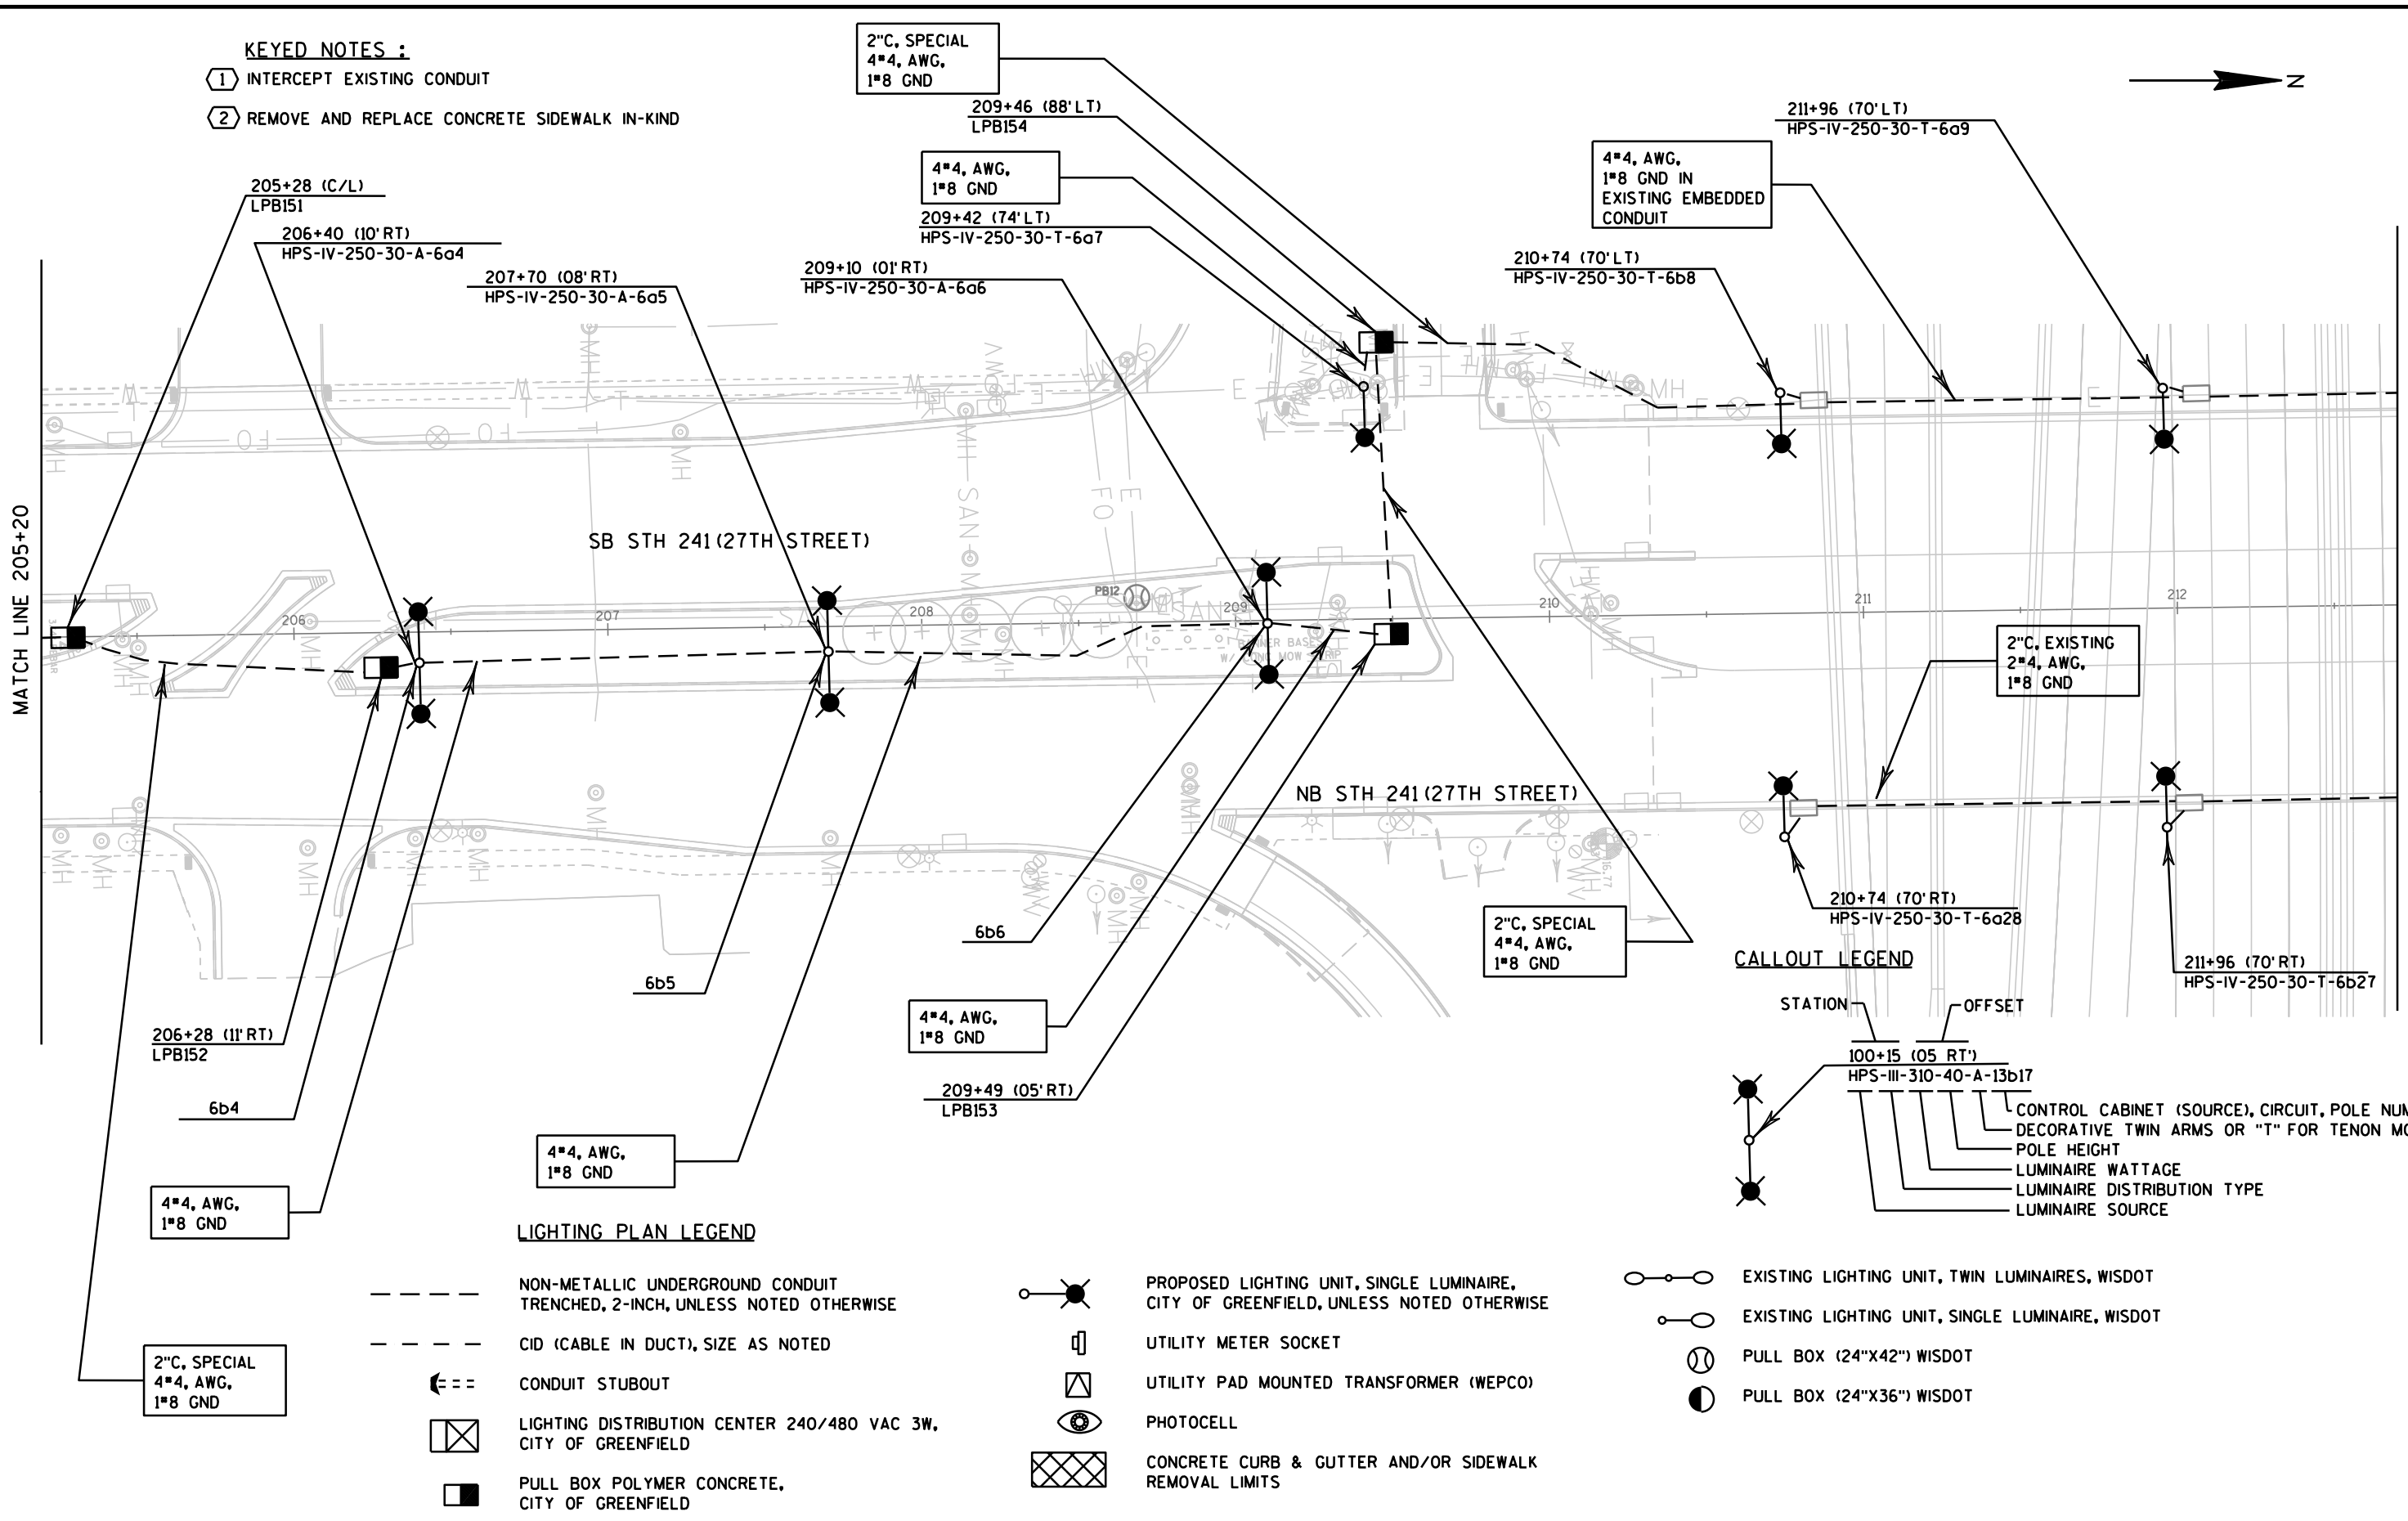 KEYED NOTES :
1 INTERCEPT EXISTING CONDUIT
2 REMOVE AND REPLACE CONCRETE SIDEWALK IN-KIND
2"C, SPECIAL
4#4, AWG,
1#8 GND
209+46 (88' LT)
LPB154
4#4, AWG,
1#8 GND
209+42 (74' LT)
HPS-IV-250-30-T-6a7
209+10 (01' RT)
HPS-IV-250-30-A-6a6
205+28 (C/L)
LPB151
206+40 (10' RT)
HPS-IV-250-30-A-6a4
207+70 (08' RT)
HPS-IV-250-30-A-6a5
4#4, AWG,
1#8 GND IN
EXISTING EMBEDDED
CONDUIT
211+96 (70' LT)
HPS-IV-250-30-T-6a9
210+74 (70' LT)
HPS-IV-250-30-T-6b8
N
MATCH LINE 205+20
SB STH 241 (27TH STREET)
206
207
208
209
210
211
212
PB12
BANNER BASE
W/ CONC MOW STRIP
2"C, EXISTING
2#4, AWG,
1#8 GND
NB STH 241 (27TH STREET)
210+74 (70' RT)
HPS-IV-250-30-T-6a28
211+96 (70' RT)
HPS-IV-250-30-T-6b27
2"C, SPECIAL
4#4, AWG,
1#8 GND
6b6
6b5
206+28 (11' RT)
LPB152
6b4
4#4, AWG,
1#8 GND
209+49 (05' RT)
LPB153
4#4, AWG,
1#8 GND
4#4, AWG,
1#8 GND
2"C, SPECIAL
4#4, AWG,
1#8 GND
CALLOUT LEGEND
STATION
OFFSET
100+15 (05 RT')
HPS-III-310-40-A-13b17
CONTROL CABINET (SOURCE), CIRCUIT, POLE NUM
DECORATIVE TWIN ARMS OR "T" FOR TENON MO
POLE HEIGHT
LUMINAIRE WATTAGE
LUMINAIRE DISTRIBUTION TYPE
LUMINAIRE SOURCE
LIGHTING PLAN LEGEND
NON-METALLIC UNDERGROUND CONDUIT
TRENCHED, 2-INCH, UNLESS NOTED OTHERWISE
CID (CABLE IN DUCT), SIZE AS NOTED
CONDUIT STUBOUT
LIGHTING DISTRIBUTION CENTER 240/480 VAC 3W,
CITY OF GREENFIELD
PULL BOX POLYMER CONCRETE,
CITY OF GREENFIELD
PROPOSED LIGHTING UNIT, SINGLE LUMINAIRE,
CITY OF GREENFIELD, UNLESS NOTED OTHERWISE
UTILITY METER SOCKET
UTILITY PAD MOUNTED TRANSFORMER (WEPCO)
PHOTOCELL
CONCRETE CURB & GUTTER AND/OR SIDEWALK
REMOVAL LIMITS
EXISTING LIGHTING UNIT, TWIN LUMINAIRES, WISDOT
EXISTING LIGHTING UNIT, SINGLE LUMINAIRE, WISDOT
PULL BOX (24"X42") WISDOT
PULL BOX (24"X36") WISDOT